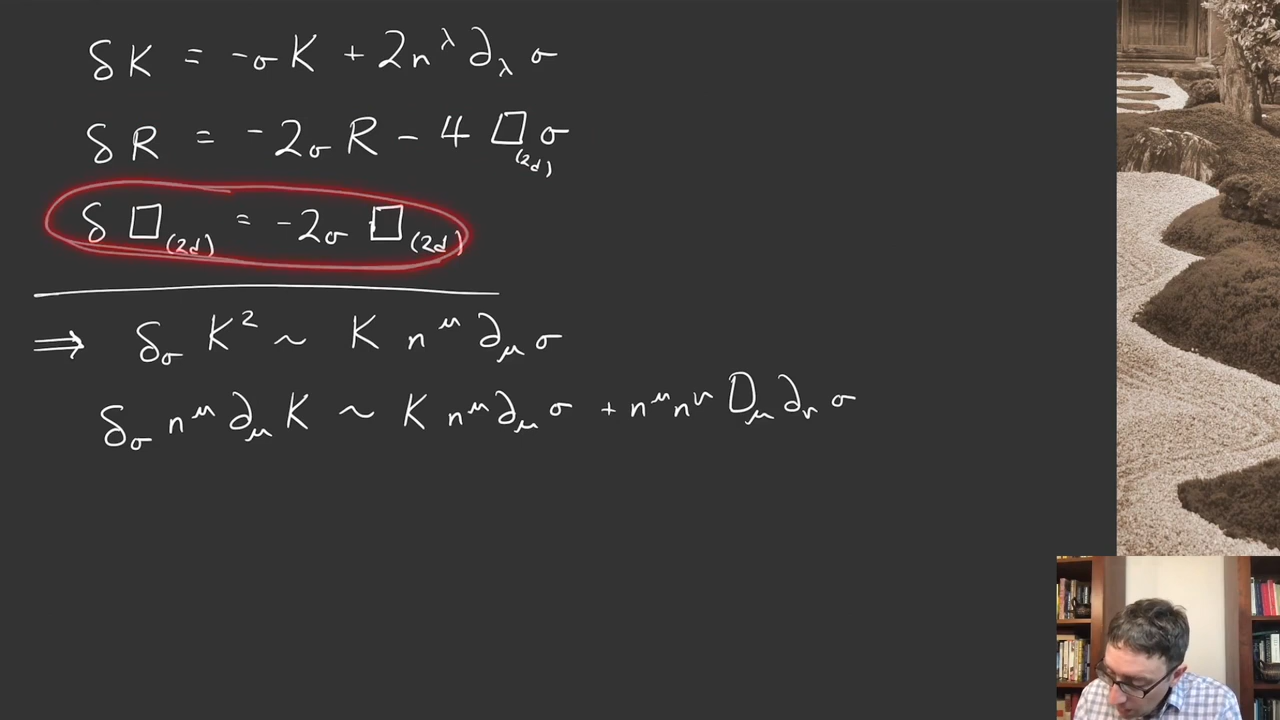 δK = -σK + 2n^λ ∂_λ σ
δR = -2σR - 4 □_(2d) σ
δ □_(2d) = -2σ □_(2d)
⇒ δ_σ K² ~ K n^μ ∂_μ σ
δ_σ n^μ ∂_μ K ~ K n^μ ∂_μ σ + n^μ n^ν D_μ ∂_ν σ